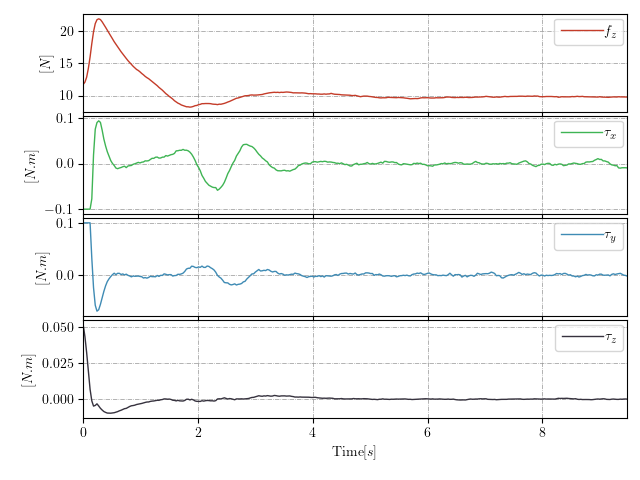 20
15
10
[N]
f_z
0.1
0.0
−0.1
[N.m]
τ_x
0.1
0.0
[N.m]
τ_y
0.050
0.025
0.000
[N.m]
τ_z
0 2 4 6 8
Time[s]